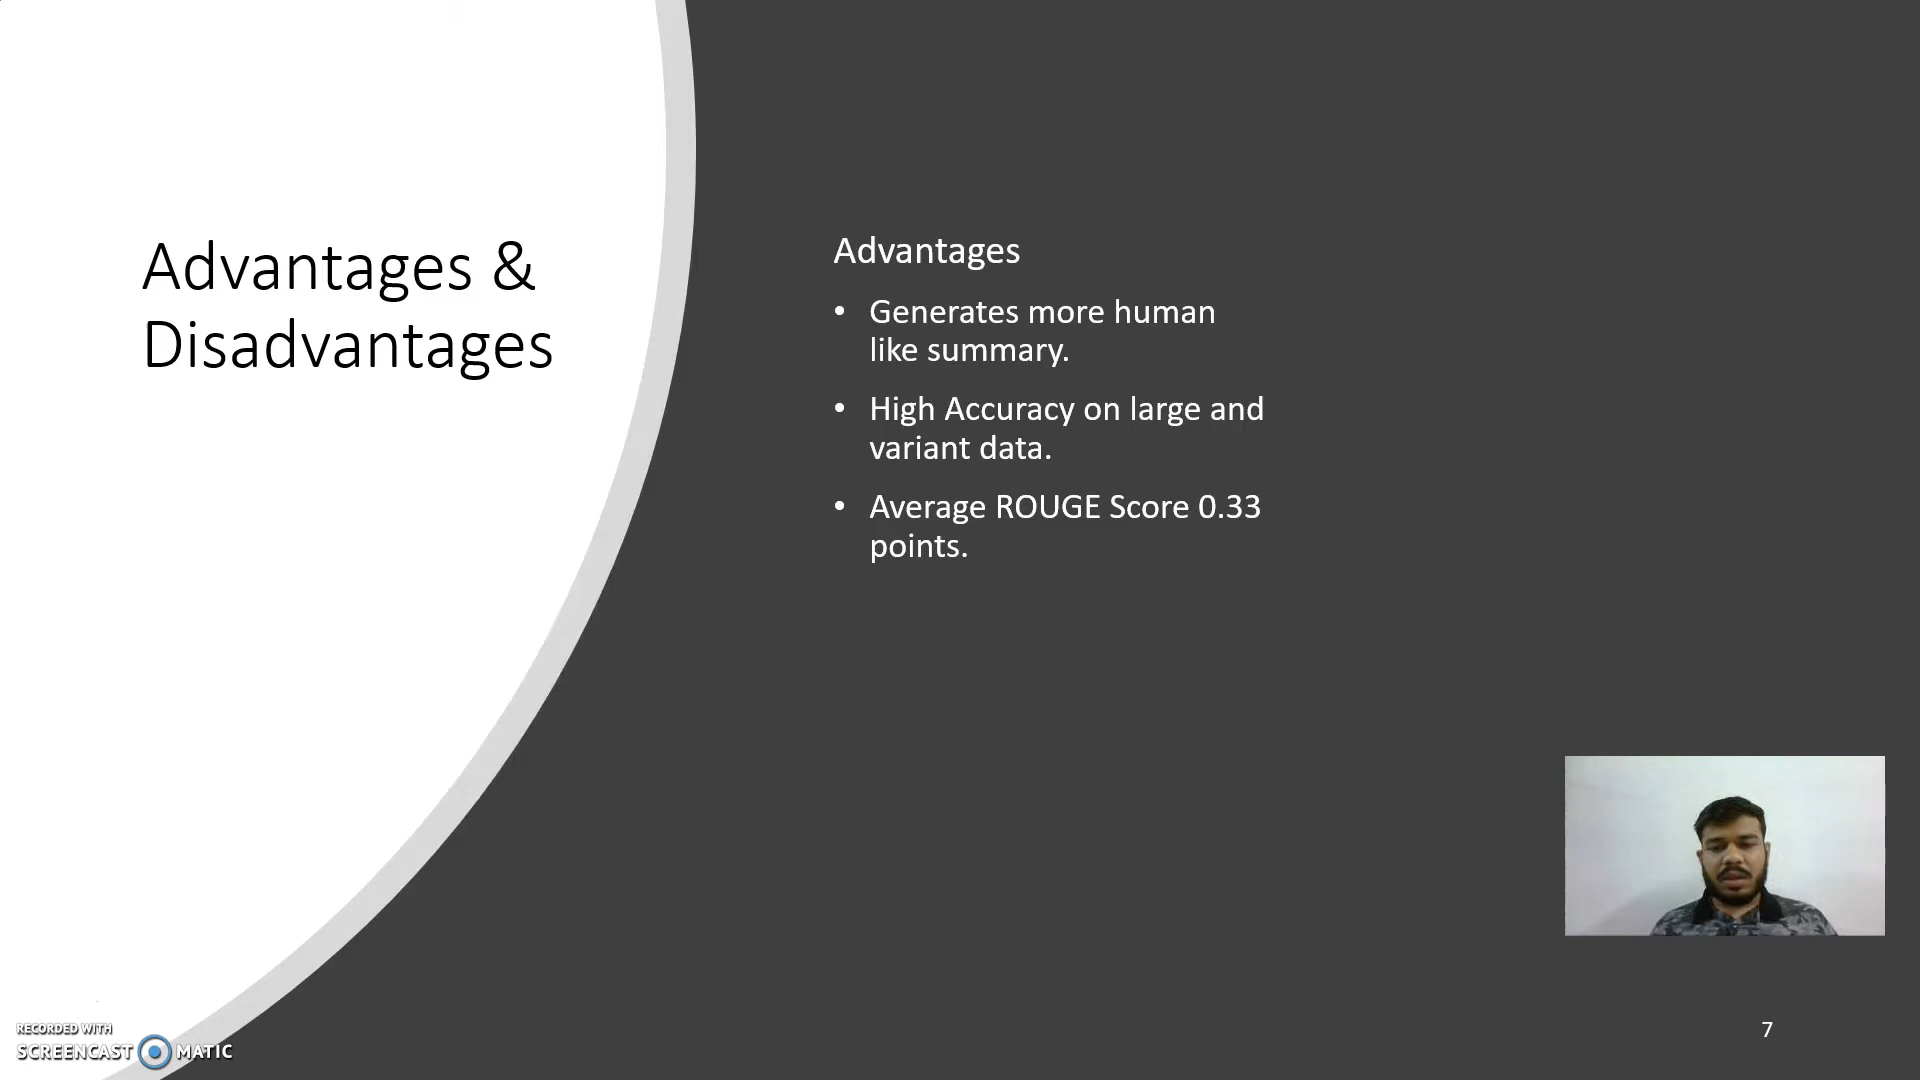 Advantages &
Disadvantages
Advantages
• Generates more human
like summary.
• High Accuracy on large and
variant data.
• Average ROUGE Score 0.33
points.
RECORDED WITH
SCREENCAST MATIC
7